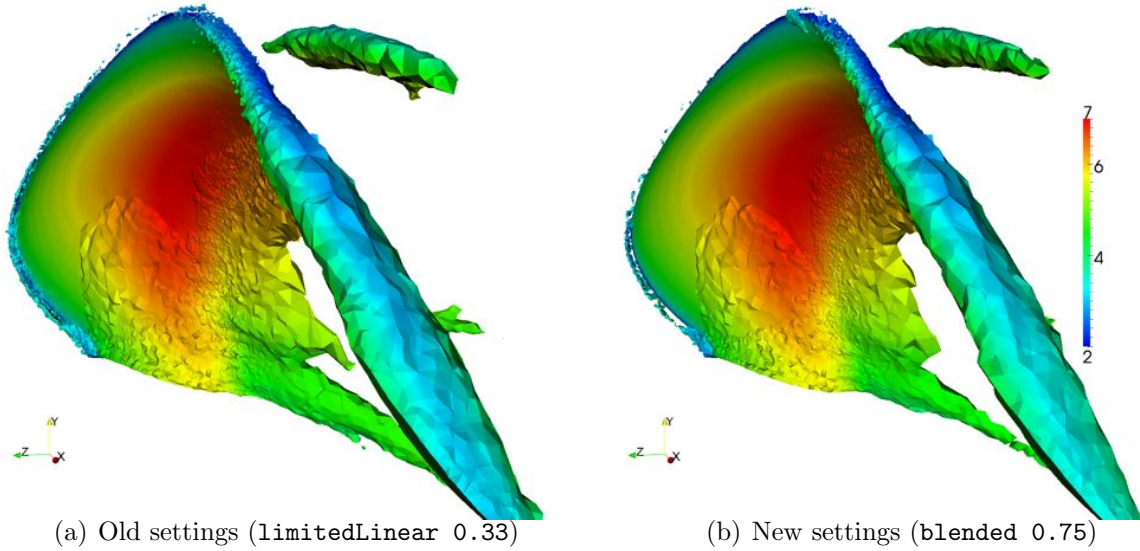 7
6
4
2
Y
Z
X
Y
Z
X
(a) Old settings (limitedLinear 0.33)
(b) New settings (blended 0.75)